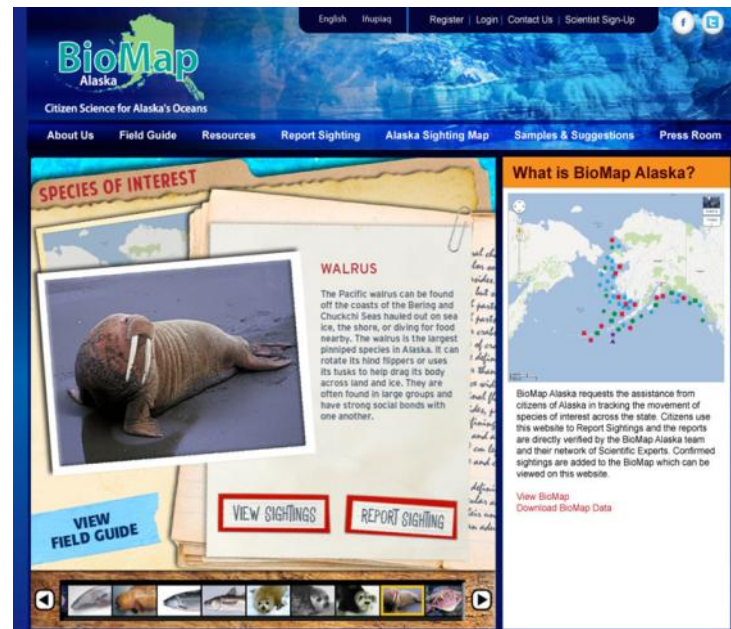 English Iñupiaq Register | Login | Contact Us | Scientist Sign-Up
BioMap
Alaska
Citizen Science for Alaska's Oceans
About Us Field Guide Resources Report Sighting Alaska Sighting Map Samples & Suggestions Press Room
SPECIES OF INTEREST
WALRUS
The Pacific walrus can be found
off the coasts of the Bering and
Chuckchi Seas hauled out on sea
ice, the shore, or diving for food
nearby. The walrus is the largest
pinniped species in Alaska. It can
rotate its hind flippers or uses
its tusks to help drag its body
across land and ice. They are
often found in large groups and
have strong social bonds with
one another.
VIEW
FIELD GUIDE
VIEW SIGHTINGS
REPORT SIGHTING
What is BioMap Alaska?
BioMap Alaska requests the assistance from
citizens of Alaska in tracking the movement of
species of interest across the state. Citizens use
this website to Report Sightings and the reports
are directly verified by the BioMap Alaska team
and their network of Scientific Experts. Confirmed
sightings are added to the BioMap which can be
viewed on this website.
View BioMap
Download BioMap Data